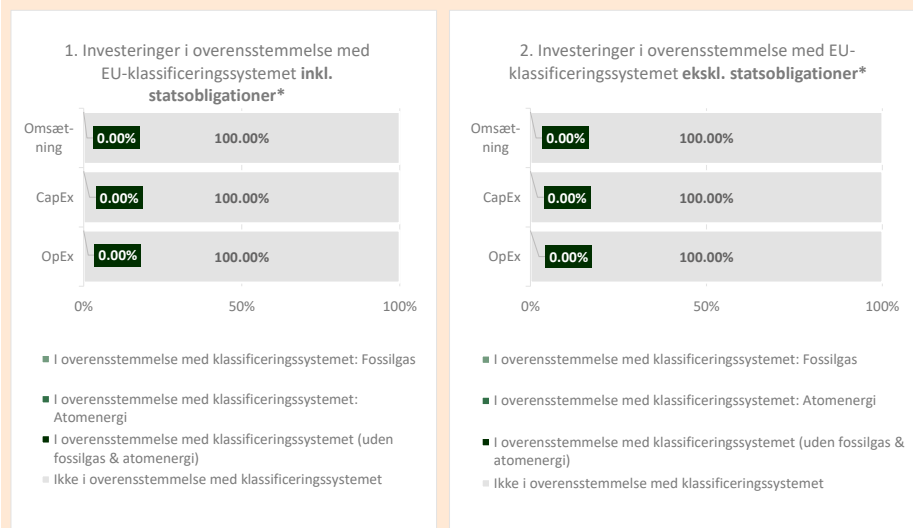 1. Investeringer i overensstemmelse med
EU-klassificeringssystemet inkl.
statsobligationer*
Omsæt-
ning
0.00%
100.00%
CapEx
0.00%
100.00%
OpEx
0.00%
100.00%
0%
50%
100%
I overensstemmelse med klassificeringssystemet: Fossilgas
I overensstemmelse med klassificeringssystemet:
Atomenergi
I overensstemmelse med klassificeringssystemet (uden
fossilgas & atomenergi)
Ikke i overensstemmelse med klassificeringssystemet
2. Investeringer i overensstemmelse med EU-
klassificeringssystemet ekskl. statsobligationer*
Omsæt-
ning
0.00%
100.00%
CapEx
0.00%
100.00%
OpEx
0.00%
100.00%
0%
50%
100%
I overensstemmelse med klassificeringssystemet: Fossilgas
I overensstemmelse med klassificeringssystemet: Atomenergi
I overensstemmelse med klassificeringssystemet (uden fossilgas &
atomenergi)
Ikke i overensstemmelse med klassificeringssystemet